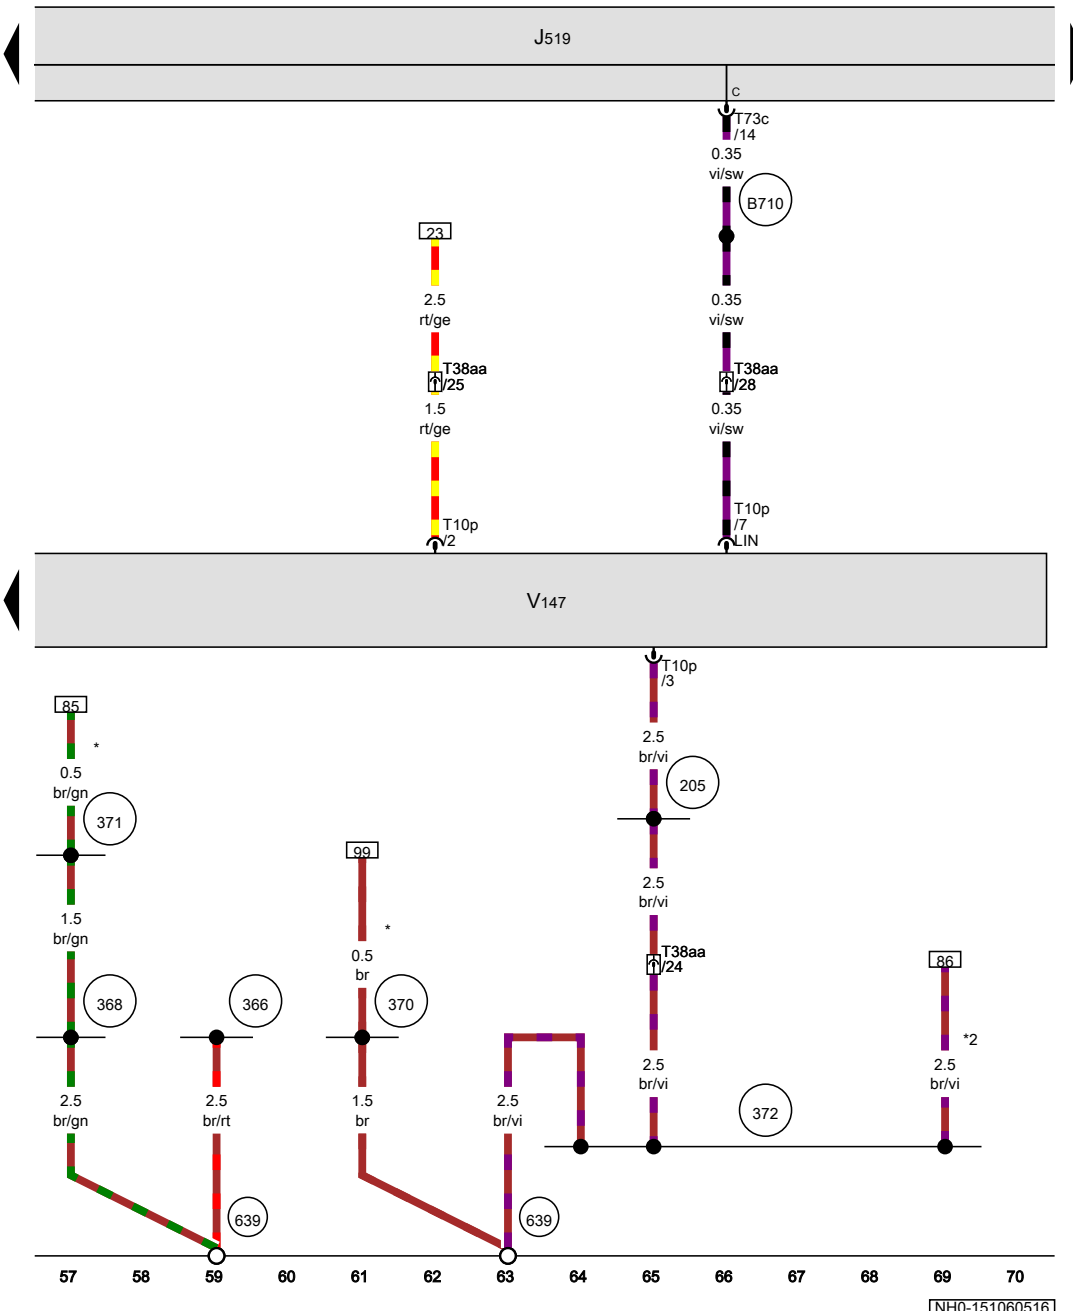 J519
c
T73c
/14
0.35
vi/sw
B710
23
2.5
rt/ge
0.35
vi/sw
T38aa
/25
T38aa
/28
1.5
rt/ge
0.35
vi/sw
T10p
/2
T10p
/7
LIN
V147
T10p
/3
85
*
2.5
br/vi
0.5
br/gn
205
371
99
2.5
br/vi
1.5
br/gn
*
0.5
br
T38aa
/24
86
368
366
370
*2
2.5
br/vi
2.5
br/vi
2.5
br/gn
2.5
br/rt
1.5
br
2.5
br/vi
372
639
639
57 58 59 60 61 62 63 64 65 66 67 68 69 70
NH0-151060516